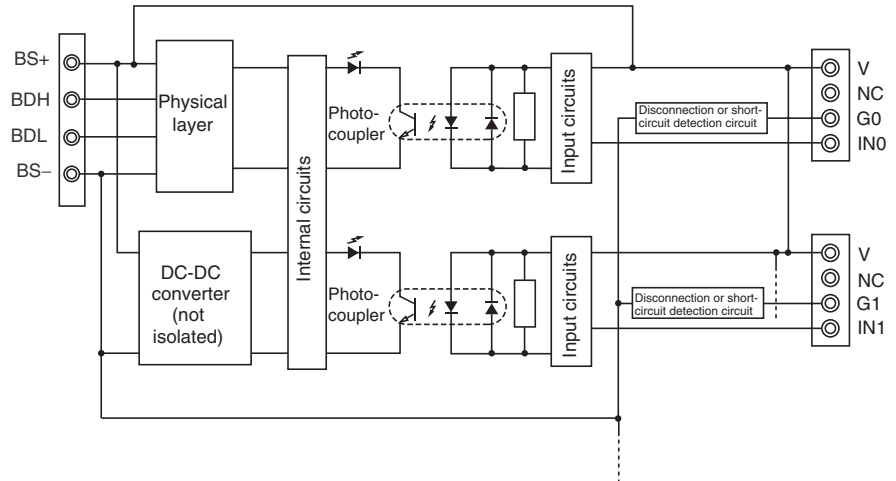 BS+
BDH
BDL
BS−
Physical
layer
Internal circuits
Photo-
coupler
Input circuits
Disconnection or short-
circuit detection circuit
V
NC
G0
IN0
DC-DC
converter
(not
isolated)
Photo-
coupler
Input circuits
Disconnection or short-
circuit detection circuit
V
NC
G1
IN1